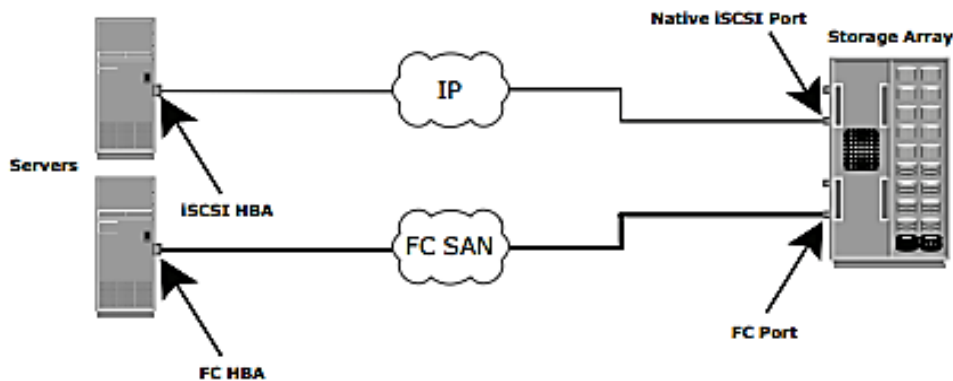 Native iSCSI Port
Storage Array
IP
Servers
iSCSI HBA
FC SAN
FC Port
FC HBA